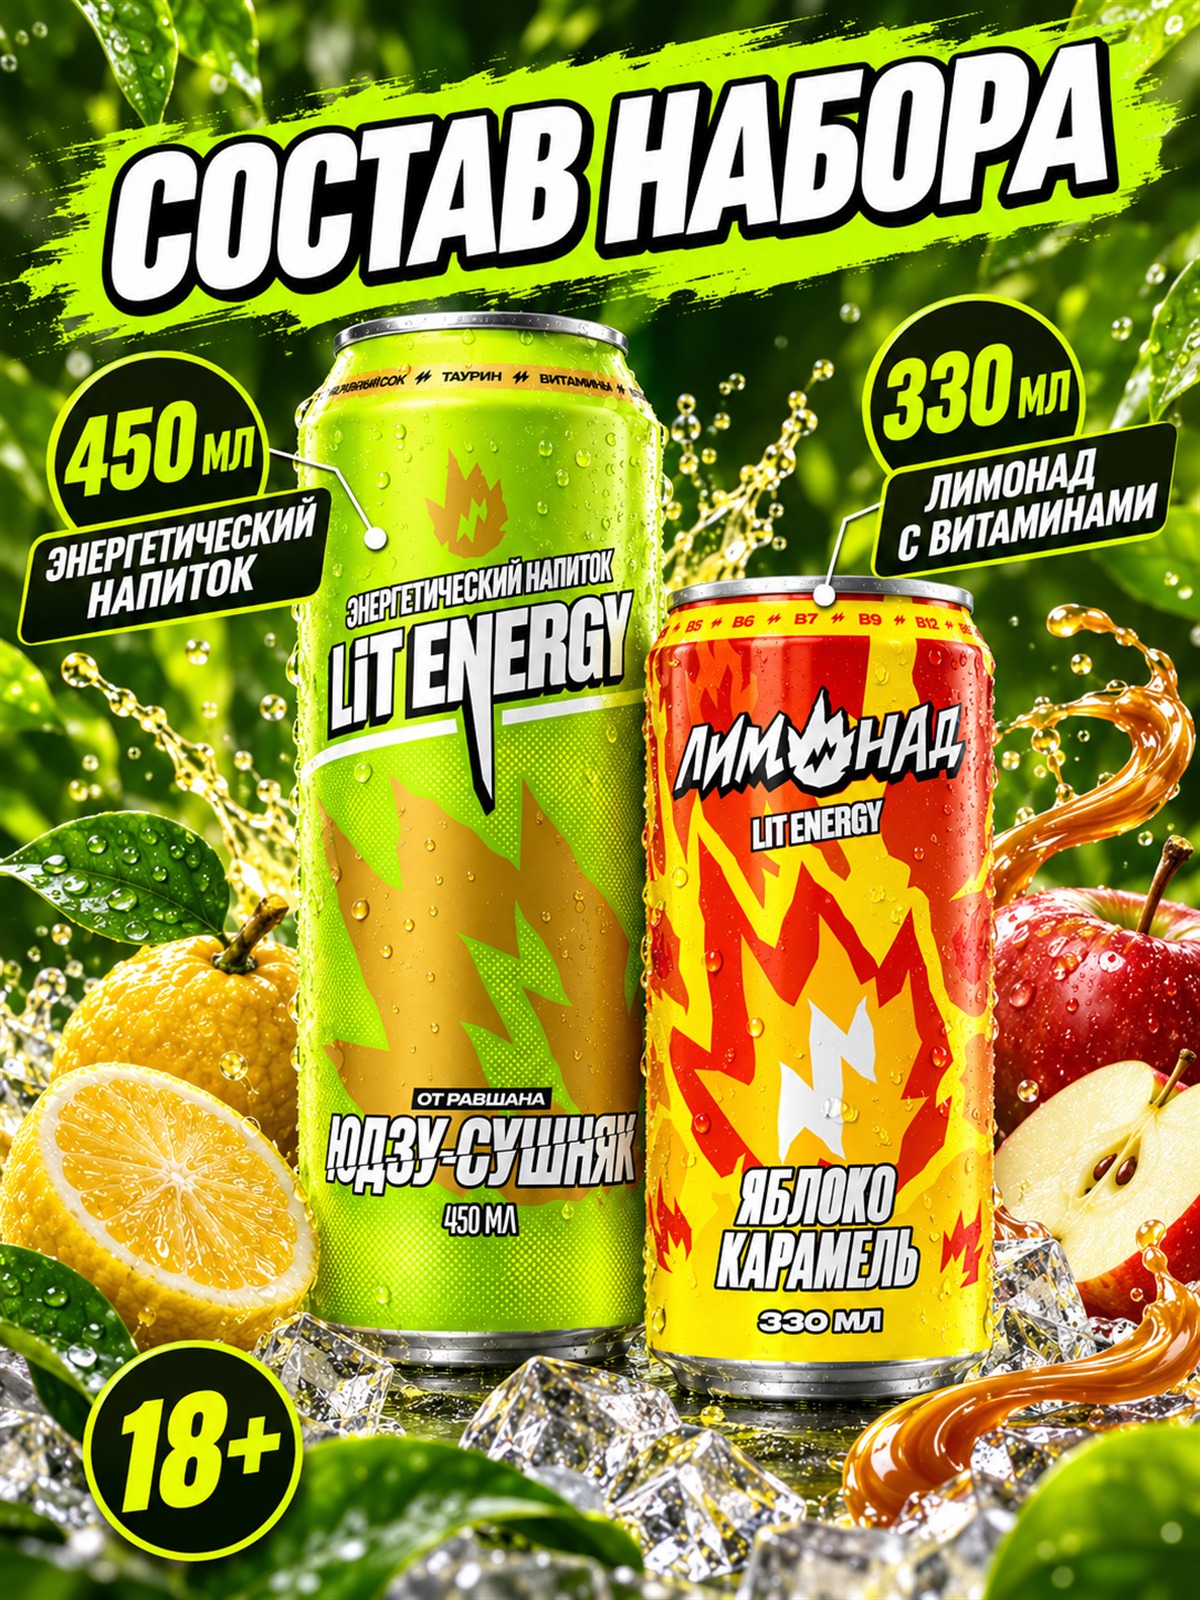 СОСТАВ НАБОРА
450 МЛ
ЭНЕРГЕТИЧЕСКИЙ
НАПИТОК
330 МЛ
ЛИМОНАД
С ВИТАМИНАМИ
СОК ТАУРИН ВИТАМИНЫ
ЭНЕРГЕТИЧЕСКИЙ НАПИТОК
LIT ENERGY
ОТ РАВШАНА
ЮДЗУ-СУШНЯК
450 МЛ
B5 B6 B7 B9 B12
ЛИМОНАД
LIT ENERGY
ЯБЛОКО
КАРАМЕЛЬ
330 МЛ
18+